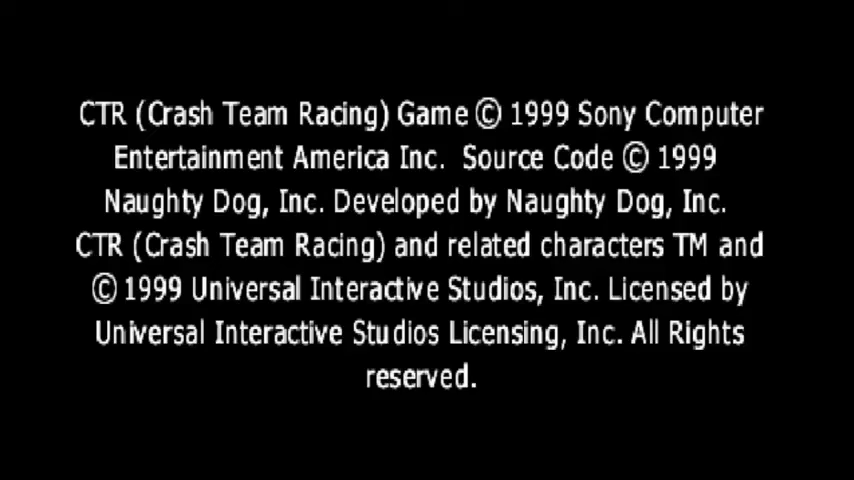 CTR (Crash Team Racing) Game © 1999 Sony Computer
Entertainment America Inc. Source Code © 1999
Naughty Dog, Inc. Developed by Naughty Dog, Inc.
CTR (Crash Team Racing) and related characters TM and
© 1999 Universal Interactive Studios, Inc. Licensed by
Universal Interactive Studios Licensing, Inc. All Rights
reserved.